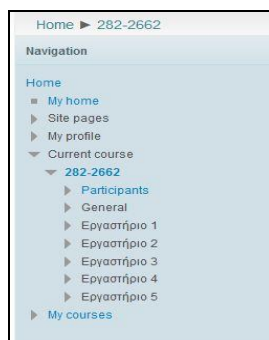 Home ► 282-2662
Navigation
Home
My home
Site pages
My profile
Current course
282-2662
Participants
General
Εργαστήριο 1
Εργαστήριο 2
Εργαστήριο 3
Εργαστήριο 4
Εργαστήριο 5
My courses